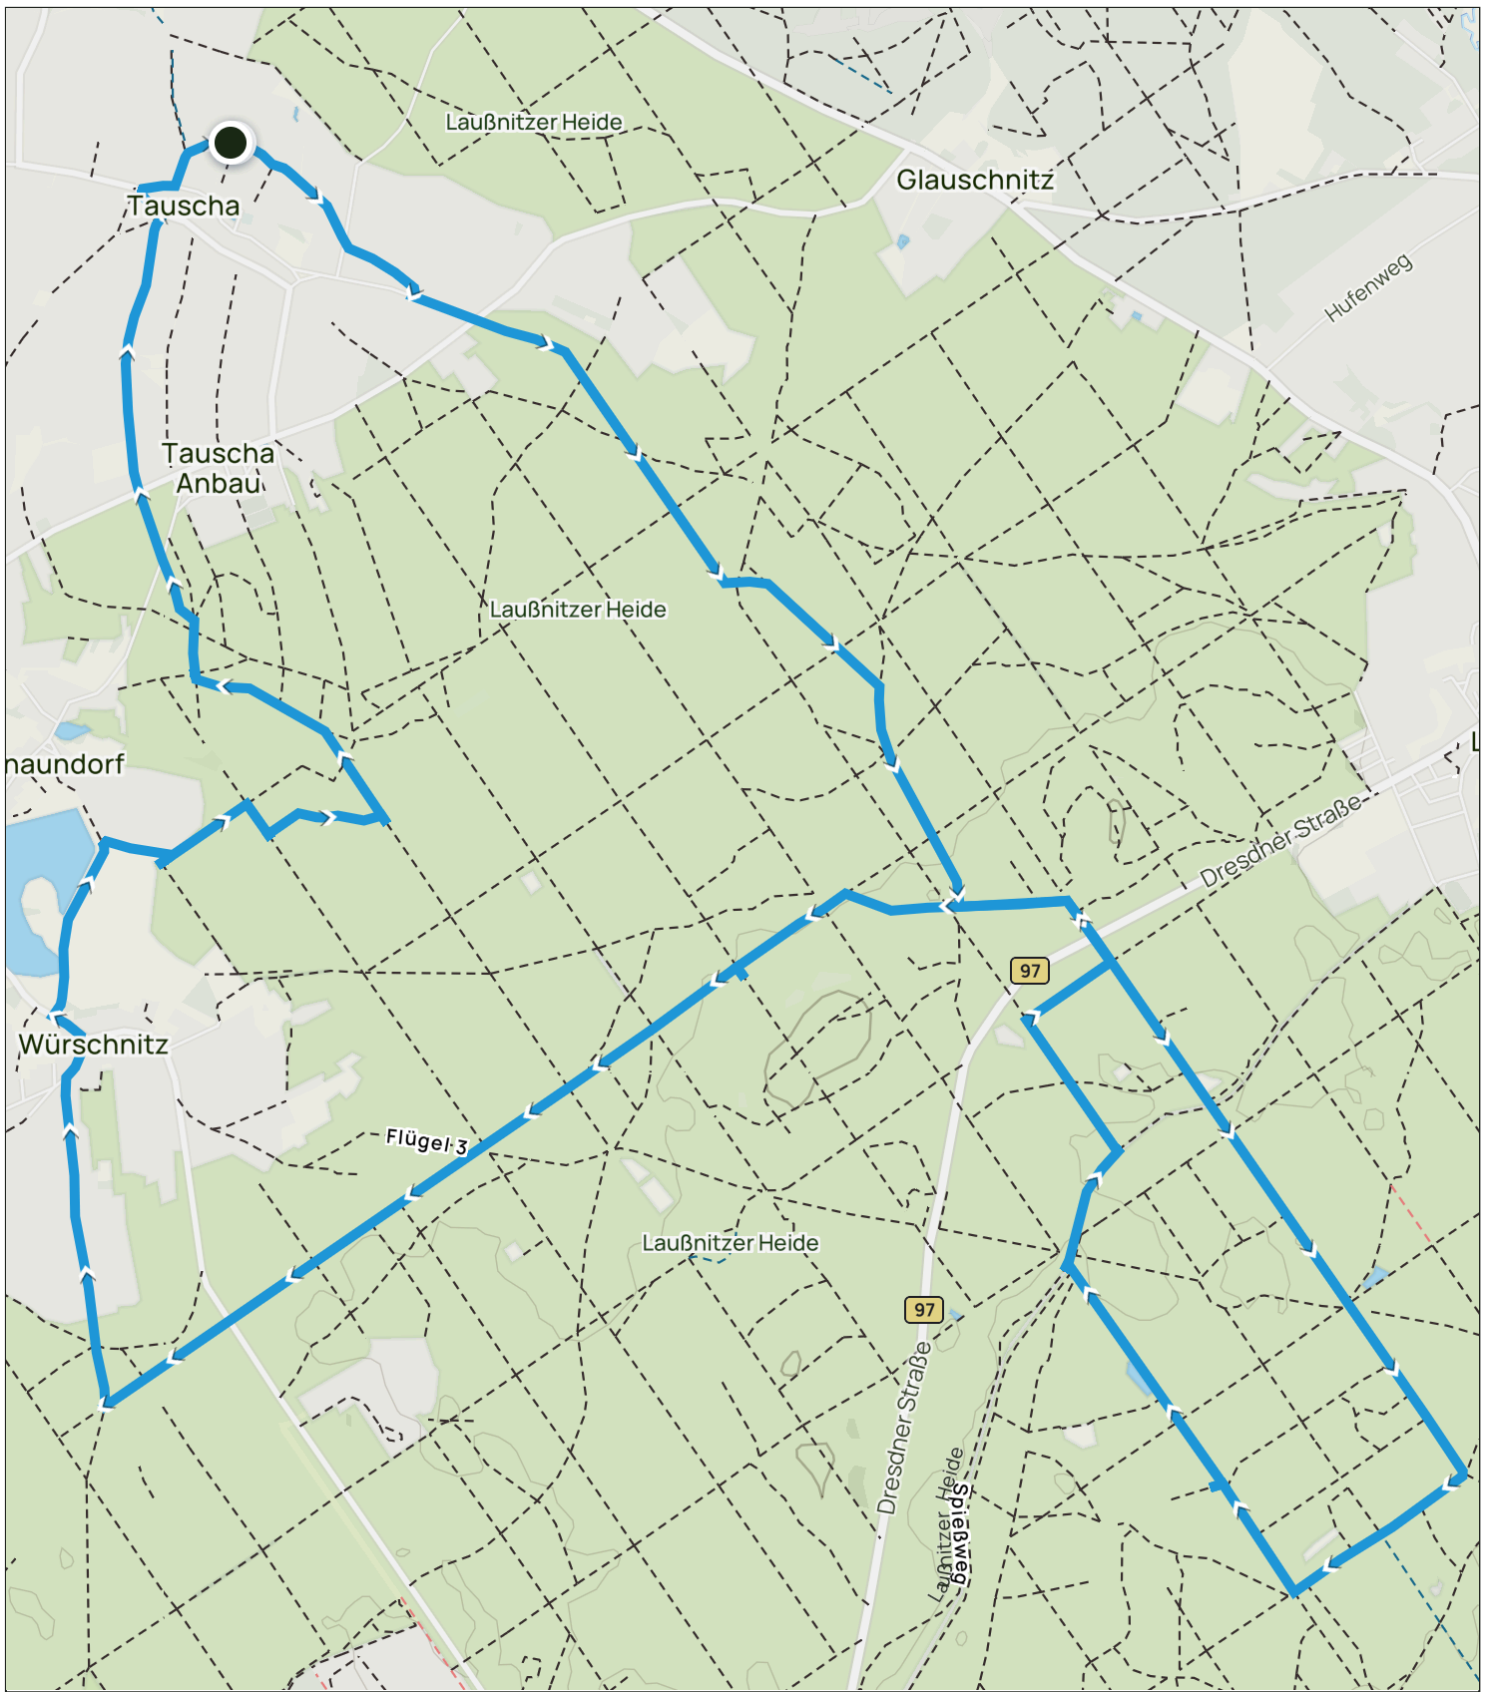 Laußnitzer Heide
Glauschnitz
Tauscha
Hufenweg
Tauscha
Anbau
Laußnitzer Heide
L
naundorf
Dresdner Straße
97
Würschnitz
Flügel 3
Laußnitzer Heide
97
Dresdner Straße
Laußnitzer Heide
Spießweg